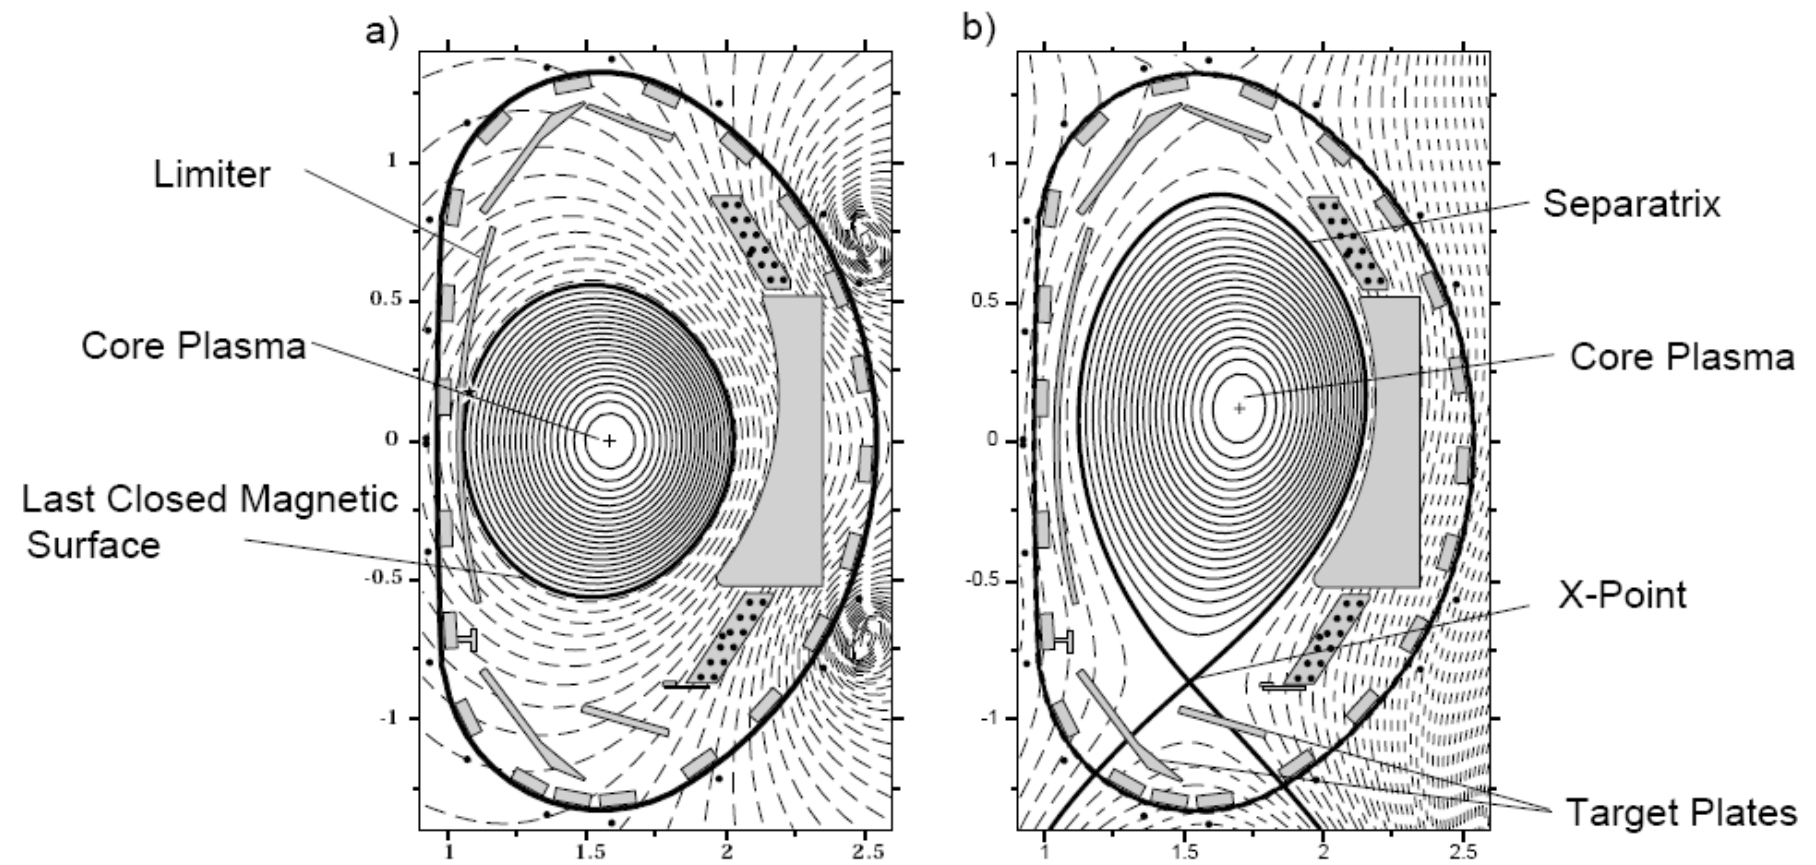 a)
Limiter
Core Plasma
Last Closed Magnetic
Surface
1
0.5
0
-0.5
-1
1
1.5
2
2.5
b)
Separatrix
Core Plasma
X-Point
Target Plates
1
0.5
0
-0.5
-1
1
1.5
2
2.5